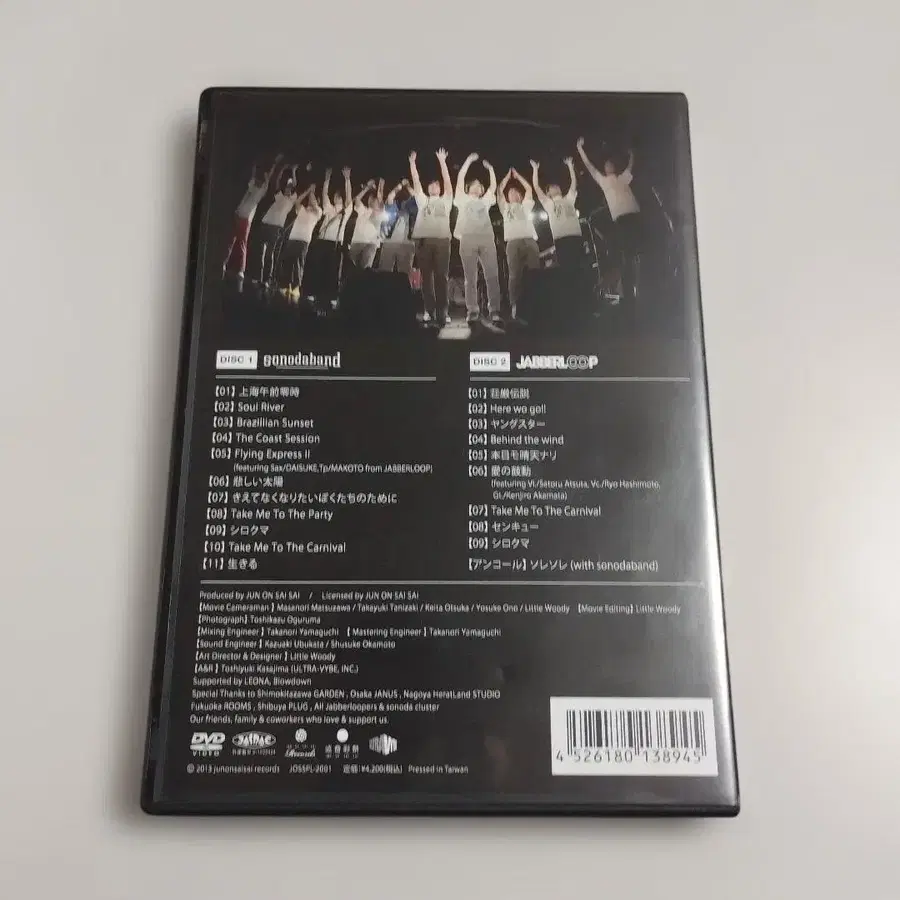 DISC 1 sonodaband
【01】上海午前零時
【02】Soul River
【03】Brazillian Sunset
【04】The Coast Session
【05】Flying Express II
(featuring Sax/DAISUKE,Tp/MAKOTO from JABBERLOOP)
【06】悲しい太陽
【07】きえてなくなりたいぼくたちのために
【08】Take Me To The Party
【09】シロクマ
【10】Take Me To The Carnival
【11】生きる
DISC 2 JABBERLOOP
【01】荘厳伝説
【02】Here we go!!
【03】ヤングスター
【04】Behind the wind
【05】本日モ晴天ナリ
【06】愛の鼓動
(featuring Vl./Satoru Atsuta, Vc./Ryo Hashimoto,
Gt./Kenjiro Akamata)
【07】Take Me To The Carnival
【08】センキュー
【09】シロクマ
【アンコール】ソレソレ (with sonodaband)
Produced by JUN ON SAI SAI / Licensed by JUN ON SAI SAI
【Movie Cameraman】Masanori Matsuzawa / Takayuki Tanizaki / Keita Otsuka / Yosuke Ono / Little Woody 【Movie Editing】Little Woody
【Photograph】Toshikazu Oguruma
【Mixing Engineer】Takanori Yamaguchi 【Mastering Engineer】Takanori Yamaguchi
【Sound Engineer】Kazuaki Ubukata / Shusuke Okamoto
【Art Director & Designer】Little Woody
【A&R】Toshiyuki Kasajima (ULTRA-VYBE, INC.)
Supported by LEONA, Blowdown
Special Thanks to Shimokitazawa GARDEN , Osaka JANUS , Nagoya HeratLand STUDIO
Fukuoka ROOMS , Shibuya PLUG , All Jabberloopers & sonoda cluster
Our friends, family & coworkers who love & support us.
DVD VIDEO
Records
© 2013 junonsaisai records JOSSPL-2001 定価:¥4,200(税込) Pressed in Taiwan
4 526180 138945